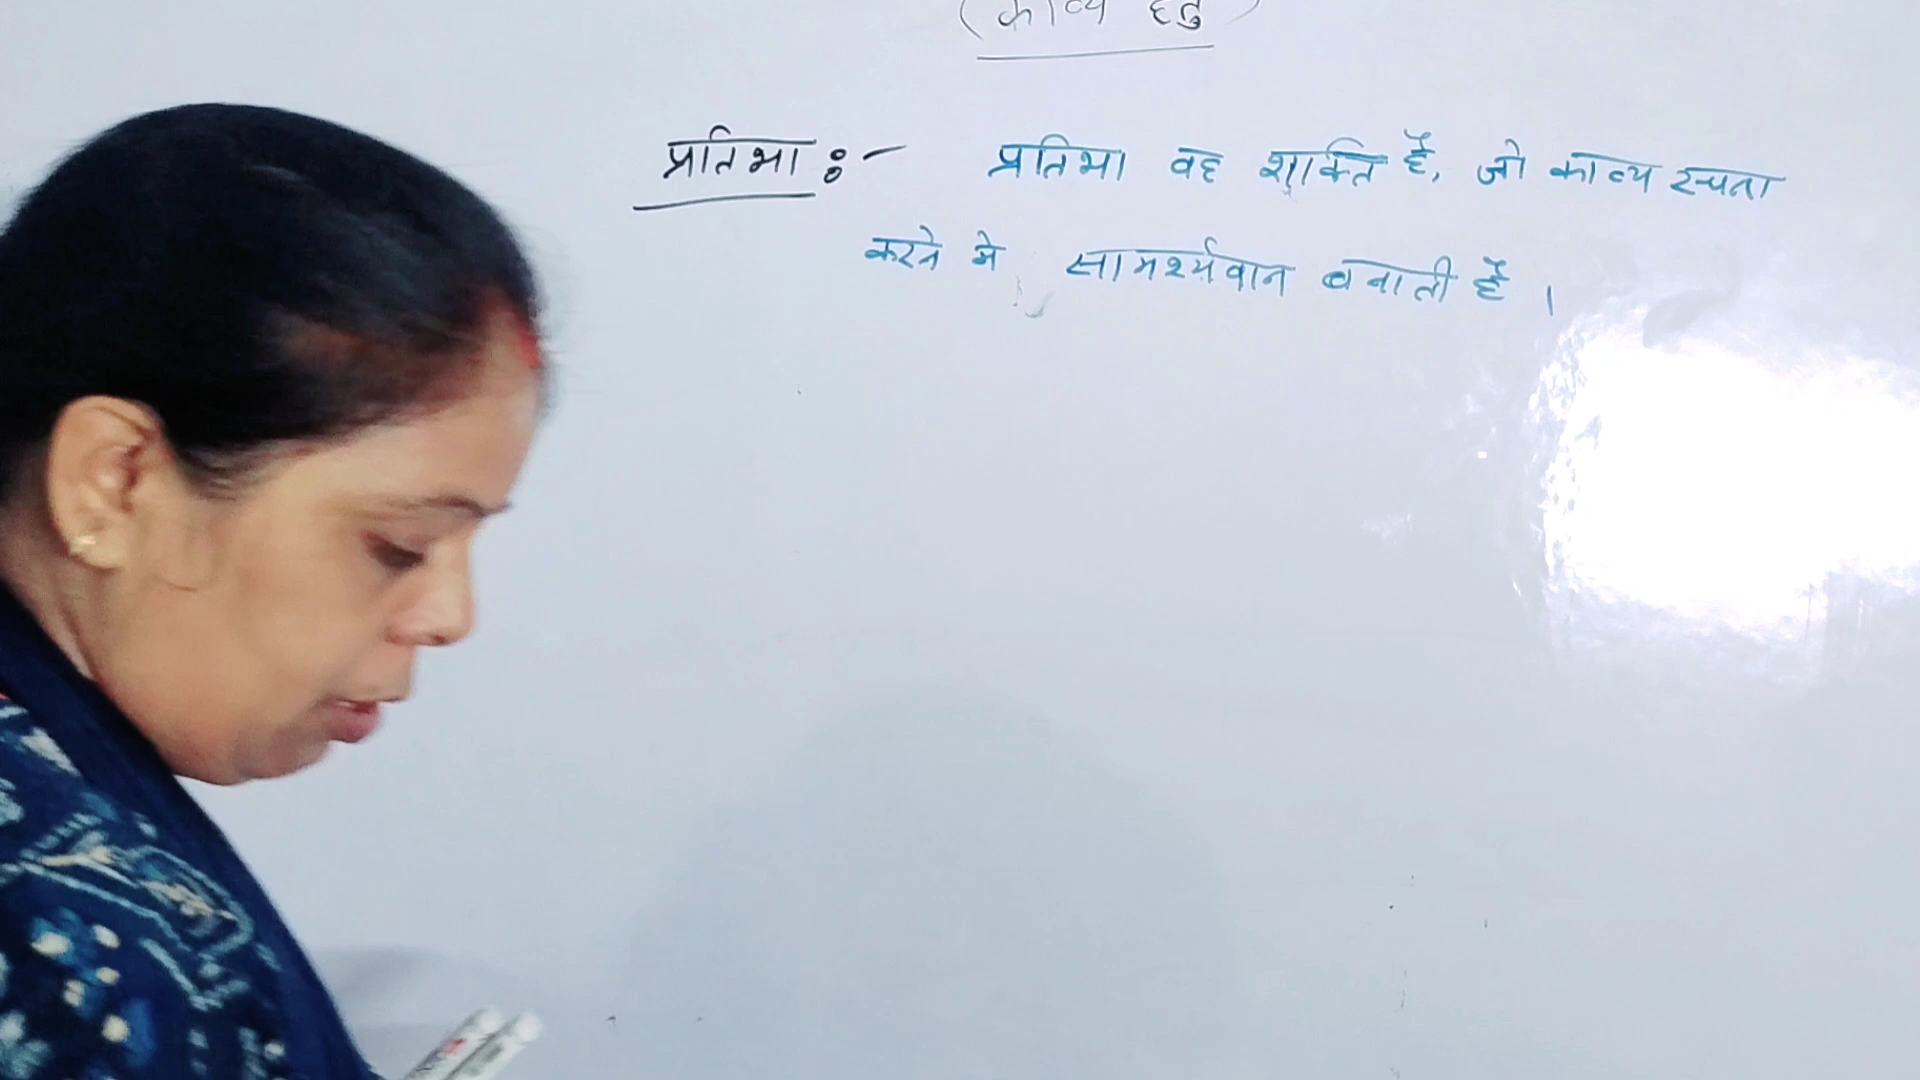 (काव्य हेतु)
प्रतिभा :- प्रतिभा वह शक्ति है, जो काव्य रचना
करने मे सामर्थ्यवान बनाती है ।